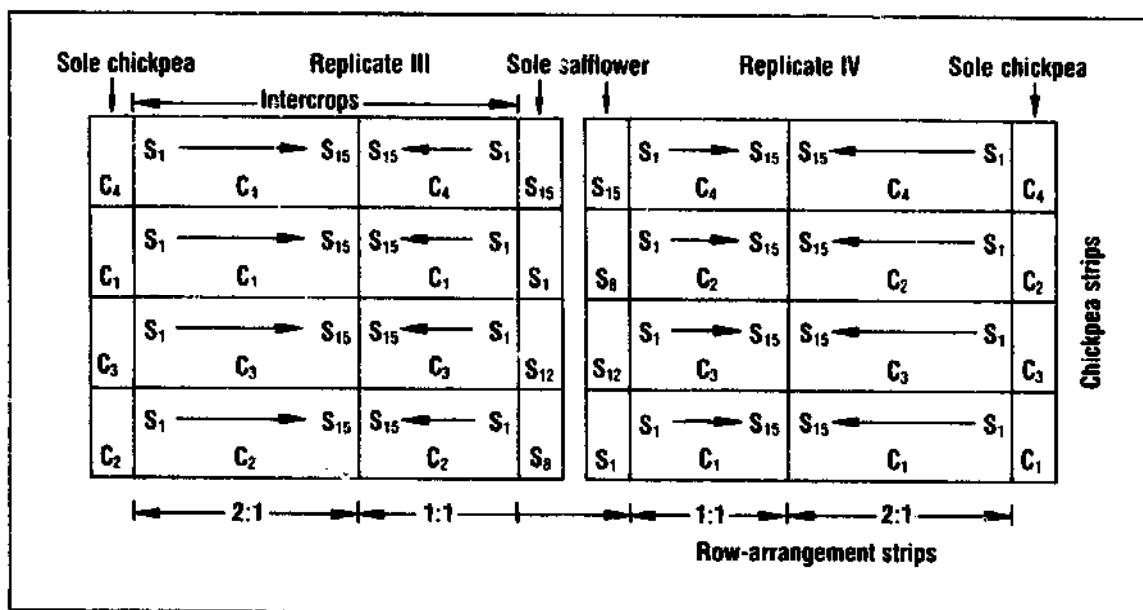 Sole chickpea Replicate III Sole safflower Replicate IV Sole chickpea
Intercrops
S₁ S₁₅ S₁₅ S₁ S₁ S₁₅ S₁₅ S₁
C₄ C₁ C₄ S₁₅ S₁₅ C₄ C₄ C₄
S₁ S₁₅ S₁₅ S₁ S₁ S₁₅ S₁₅ S₁
C₁ C₁ C₁ S₁ S₈ C₂ C₂ C₂
S₁ S₁₅ S₁₅ S₁ S₁ S₁₅ S₁₅ S₁
C₃ C₃ C₃ S₁₂ S₁₂ C₃ C₃ C₃
S₁ S₁₅ S₁₅ S₁ S₁ S₁₅ S₁₅ S₁
C₂ C₂ C₂ S₈ S₁ C₁ C₁ C₁
Chickpea strips
2:1 1:1 1:1 2:1
Row-arrangement strips